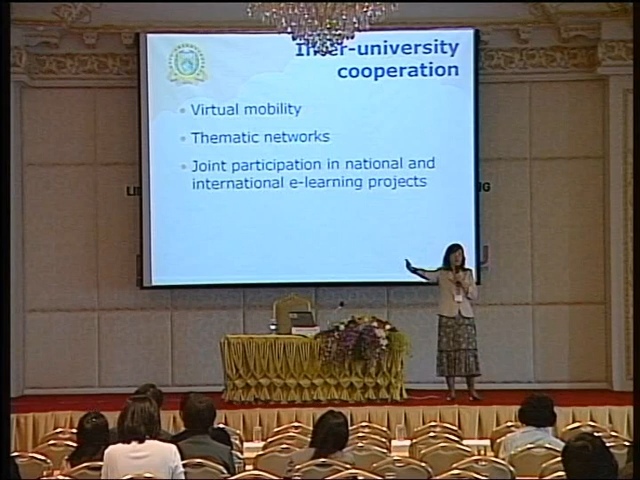 Inter-university
cooperation
Virtual mobility
Thematic networks
Joint participation in national and
international e-learning projects